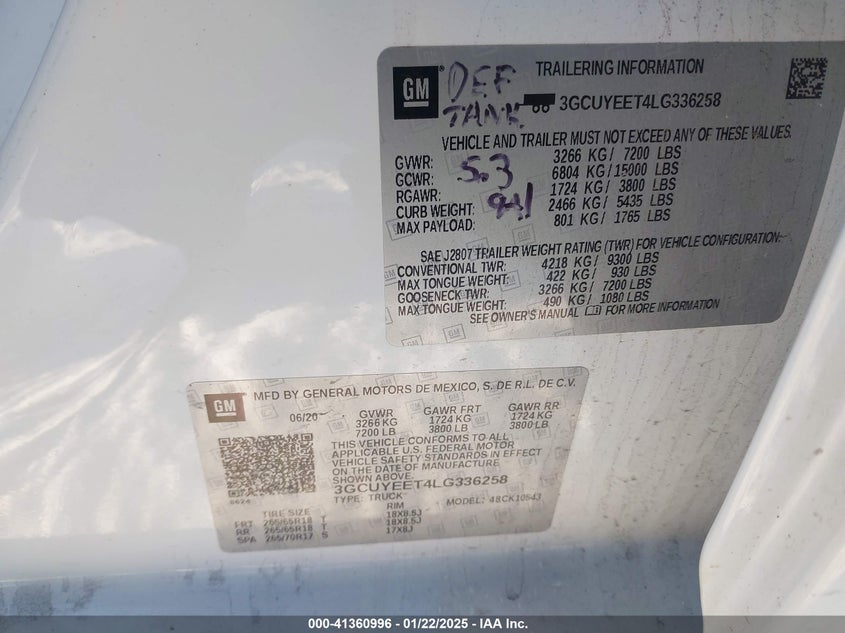 GM
DEF
TANK
TRAILERING INFORMATION
3GCUYEET4LG336258
VEHICLE AND TRAILER MUST NOT EXCEED ANY OF THESE VALUES.
GVWR: 3266 KG / 7200 LBS
GCWR: 5.3 6804 KG / 15000 LBS
RGAWR: 1724 KG / 3800 LBS
CURB WEIGHT: 2466 KG / 5435 LBS
MAX PAYLOAD: 801 KG / 1765 LBS
SAE J2807 TRAILER WEIGHT RATING (TWR) FOR VEHICLE CONFIGURATION:
CONVENTIONAL TWR: 4218 KG / 9300 LBS
MAX TONGUE WEIGHT: 422 KG / 930 LBS
GOOSENECK TWR: 3266 KG / 7200 LBS
MAX TONGUE WEIGHT: 490 KG / 1080 LBS
SEE OWNER'S MANUAL FOR MORE INFORMATION
GM
MFD BY GENERAL MOTORS DE MEXICO, S. DE R.L. DE C.V.
06/20 GVWR GAWR FRT GAWR RR
3266 KG 1724 KG 1724 KG
7200 LB 3800 LB 3800 LB
THIS VEHICLE CONFORMS TO ALL
APPLICABLE U.S. FEDERAL MOTOR
VEHICLE SAFETY STANDARDS IN EFFECT
ON THE DATE OF MANUFACTURE
3GCUYEET4LG336258
TYPE: TRUCK MODEL: 48CK10543
6624
TIRE SIZE RIM
FRT 265/65R18 T 18X8.5J
RR 265/65R18 T 18X8.5J
SPA 265/70R17 S 17X8J
000-41360996 - 01/22/2025 - IAA Inc.